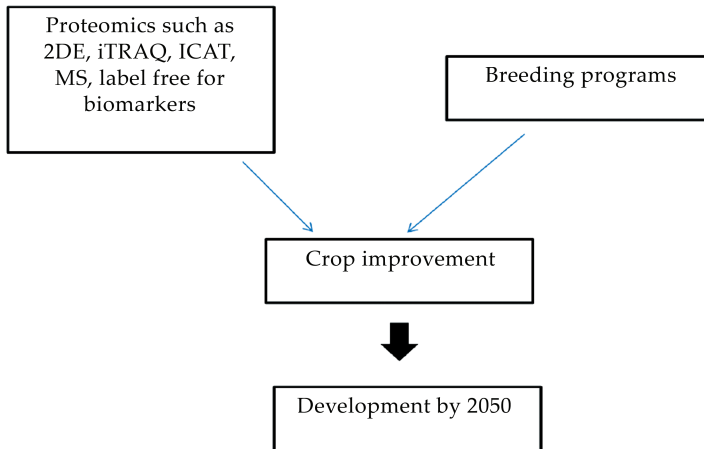 Proteomics such as
2DE, iTRAQ, ICAT,
MS, label free for
biomarkers
Breeding programs
Crop improvement
Development by 2050